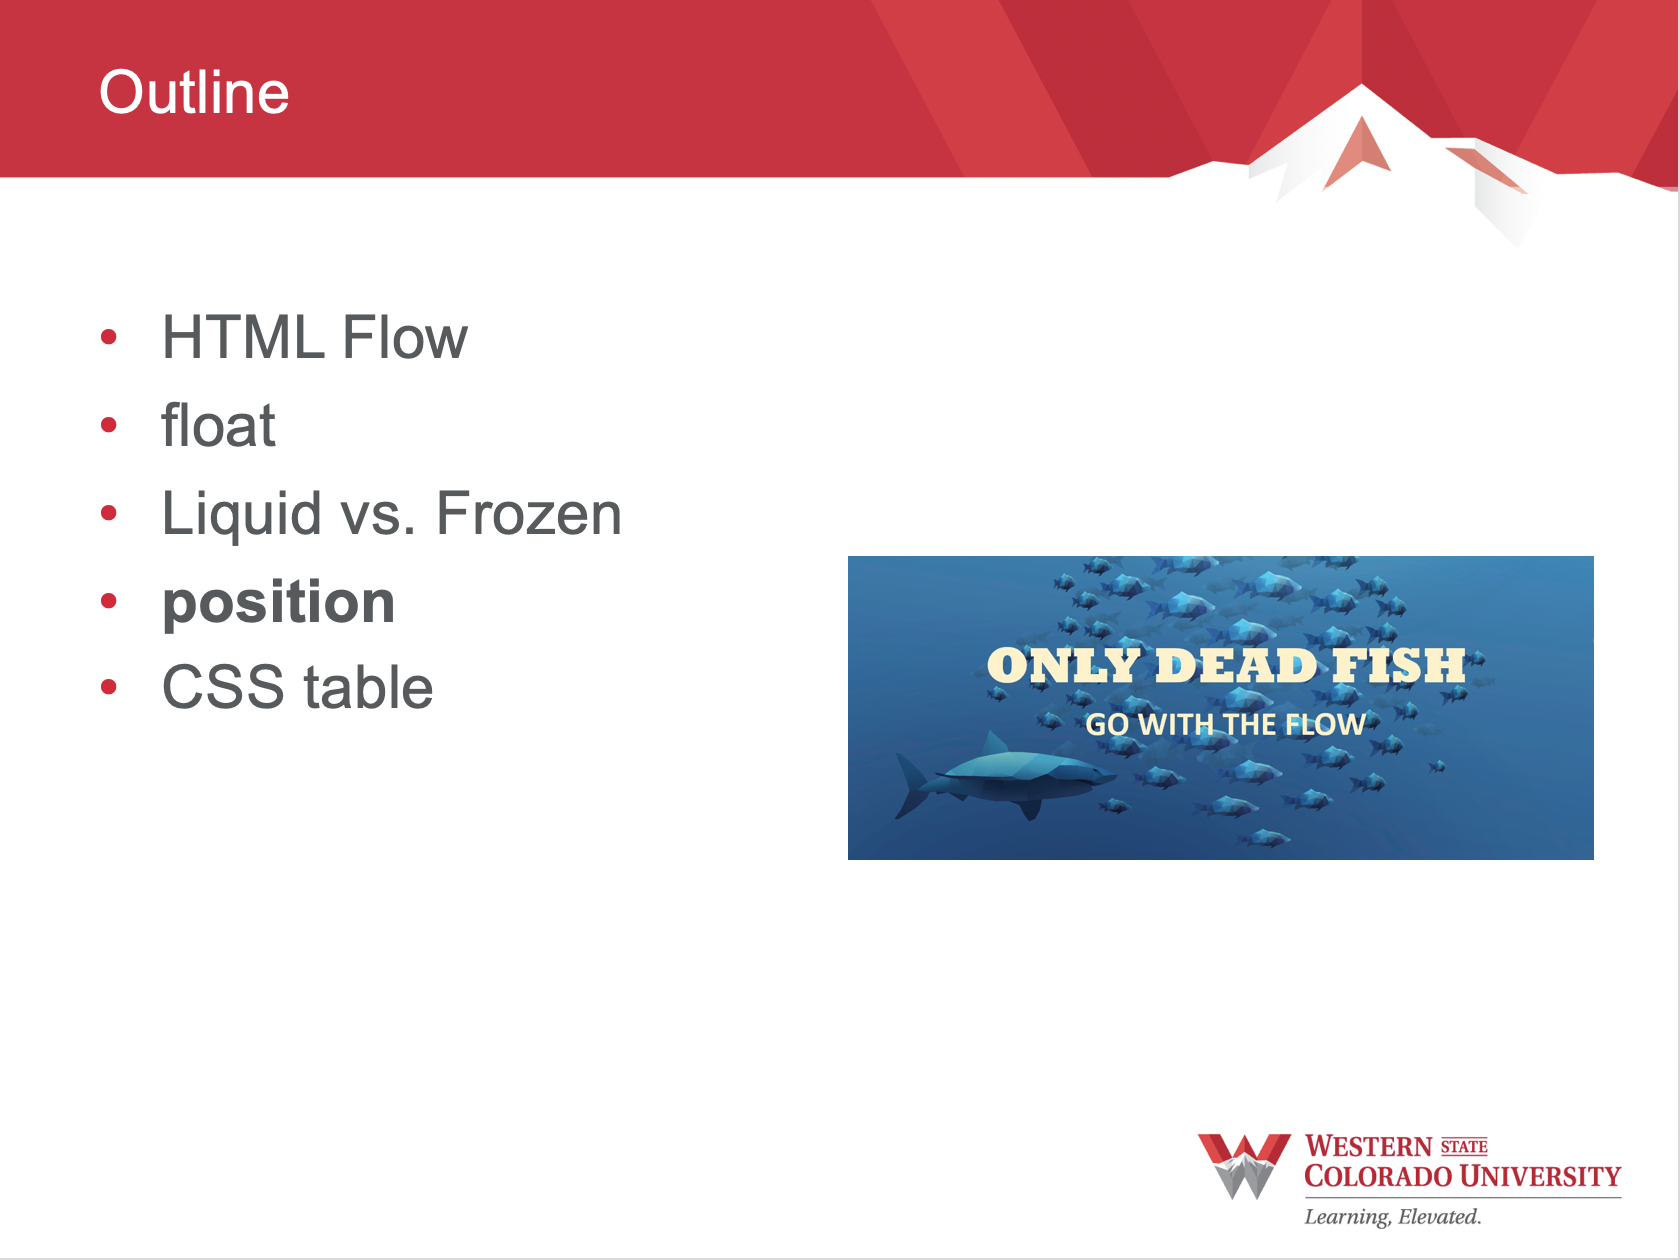 Outline
• HTML Flow
• float
• Liquid vs. Frozen
• position
• CSS table
ONLY DEAD FISH
GO WITH THE FLOW
WESTERN STATE
COLORADO UNIVERSITY
Learning, Elevated.